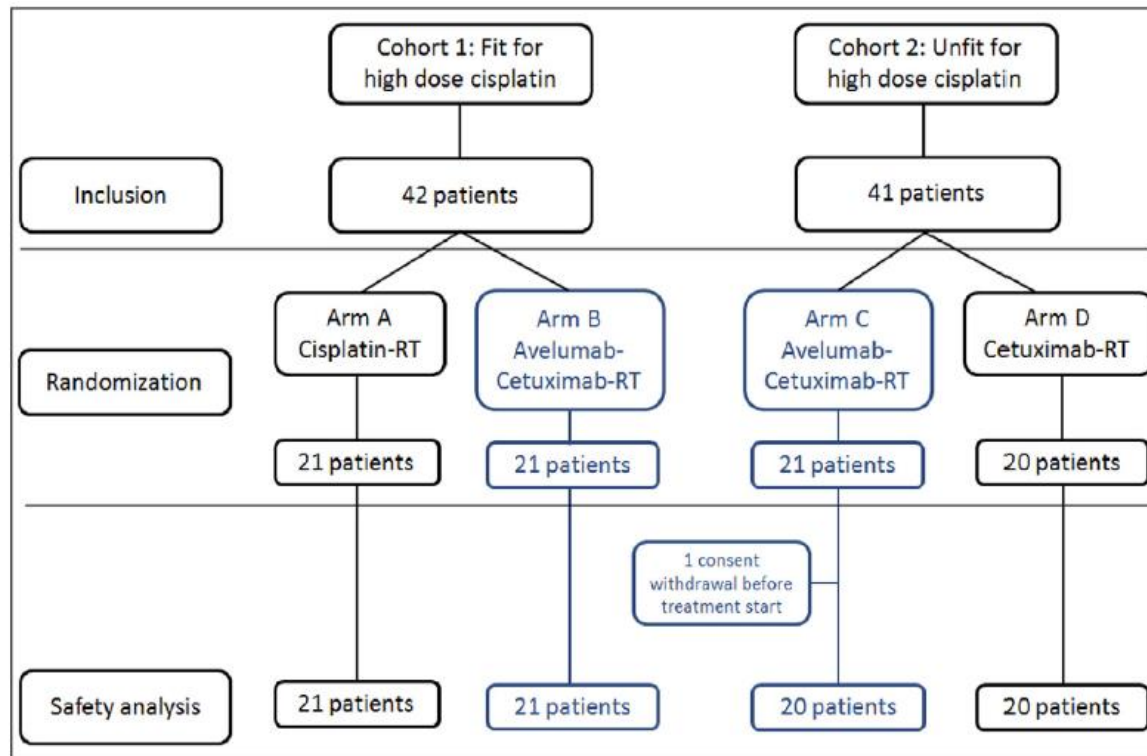 Cohort 1: Fit for
high dose cisplatin
Cohort 2: Unfit for
high dose cisplatin
Inclusion
42 patients
41 patients
Randomization
Arm A
Cisplatin-RT
Arm B
Avelumab-
Cetuximab-RT
Arm C
Avelumab-
Cetuximab-RT
Arm D
Cetuximab-RT
21 patients
21 patients
21 patients
20 patients
1 consent
withdrawal before
treatment start
Safety analysis
21 patients
21 patients
20 patients
20 patients